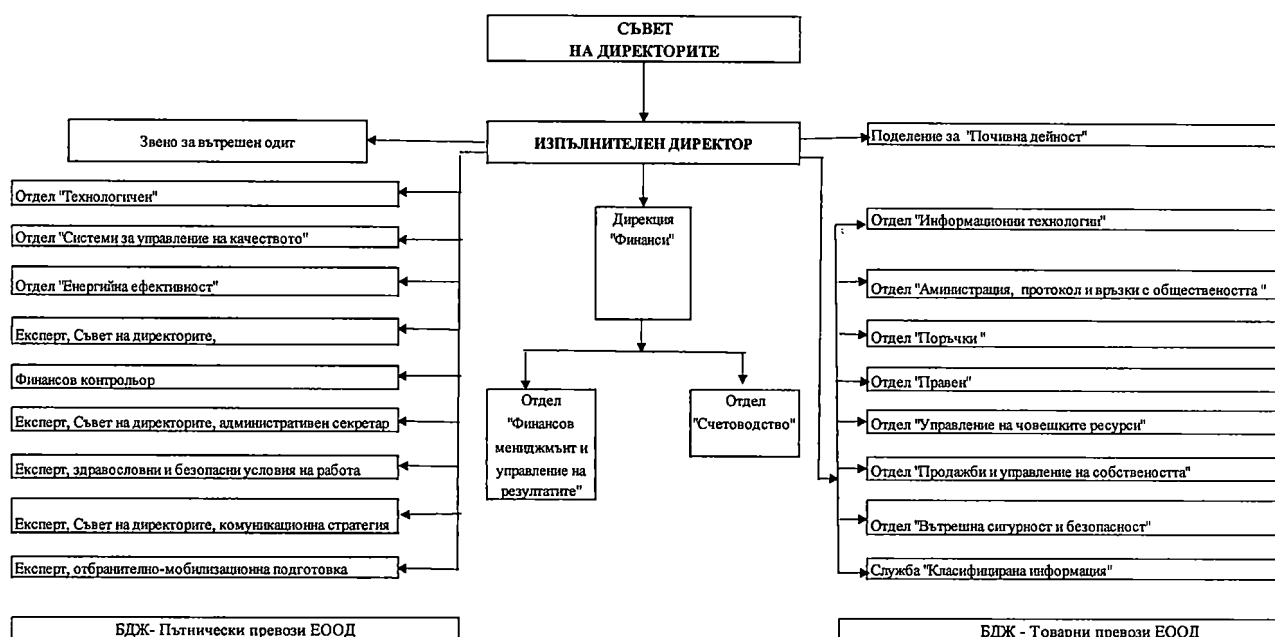 СЪВЕТ
НА ДИРЕКТОРИТЕ
Звено за вътрешен одит
ИЗПЪЛНИТЕЛЕН ДИРЕКТОР
Поделение за "Почивна дейност"
Отдел "Технологичен"
Отдел "Системи за управление на качеството"
Отдел "Енергийна ефективност"
Експерт, Съвет на директорите,
Финансов контрольор
Експерт, Съвет на директорите, административен секретар
Експерт, здравословни и безопасни условия на работа
Експерт, Съвет на директорите, комуникационна стратегия
Експерт, отбранително-мобилизационна подготовка
Дирекция
"Финанси"
Отдел
"Финансов
мениджмънт и
управление на
резултатите"
Отдел
"Счетоводство"
Отдел "Информационни технологии"
Отдел "Аминистрация, протокол и връзки с обществеността "
Отдел "Поръчки "
Отдел "Правен"
Отдел "Управление на човешките ресурси"
Отдел "Продажби и управление на собствеността"
Отдел "Вътрешна сигурност и безопасност"
Служба "Класифицирана информация"
БДЖ- Пътнически превози ЕООД
БДЖ - Товарни превози ЕООД